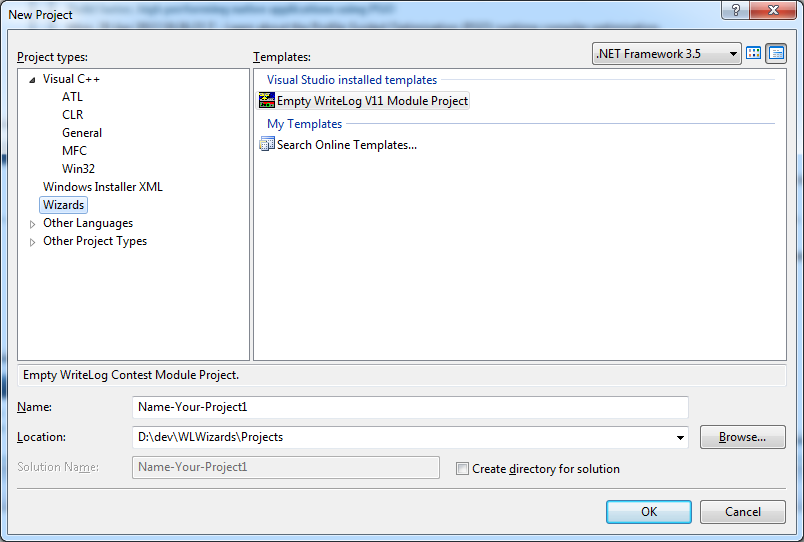 New Project
Project types:
Templates:
.NET Framework 3.5
Visual C++
ATL
CLR
General
MFC
Win32
Windows Installer XML
Wizards
Other Languages
Other Project Types
Visual Studio installed templates
Empty WriteLog V11 Module Project
My Templates
Search Online Templates...
Empty WriteLog Contest Module Project.
Name:
Name-Your-Project1
Location:
D:\dev\WLWizards\Projects
Browse...
Solution Name:
Name-Your-Project1
Create directory for solution
OK
Cancel